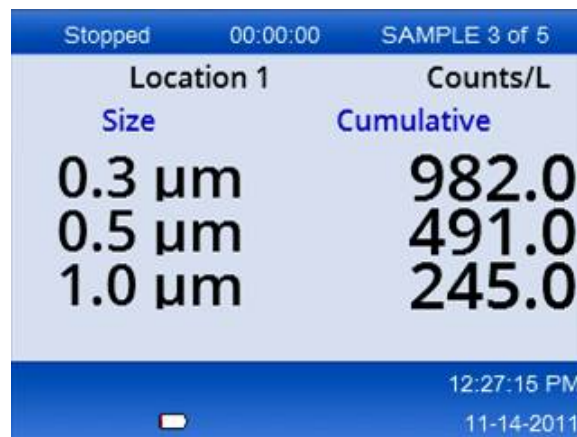 Stopped 00:00:00 SAMPLE 3 of 5
Location 1 Counts/L
Size Cumulative
0.3 µm 982.0
0.5 µm 491.0
1.0 µm 245.0
12:27:15 PM
11-14-2011